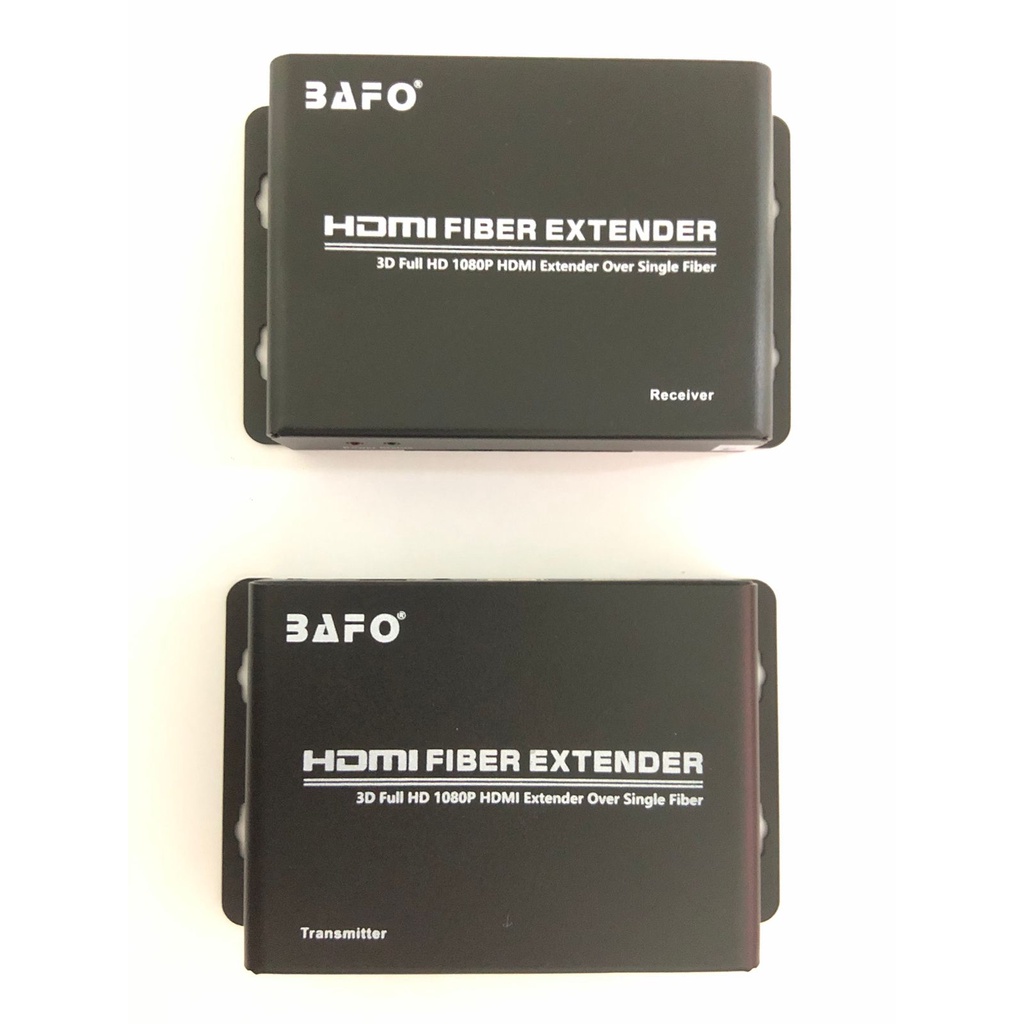 BAFO®
HDMI FIBER EXTENDER
3D Full HD 1080P HDMI Extender Over Single Fiber
Receiver
BAFO®
HDMI FIBER EXTENDER
3D Full HD 1080P HDMI Extender Over Single Fiber
Transmitter